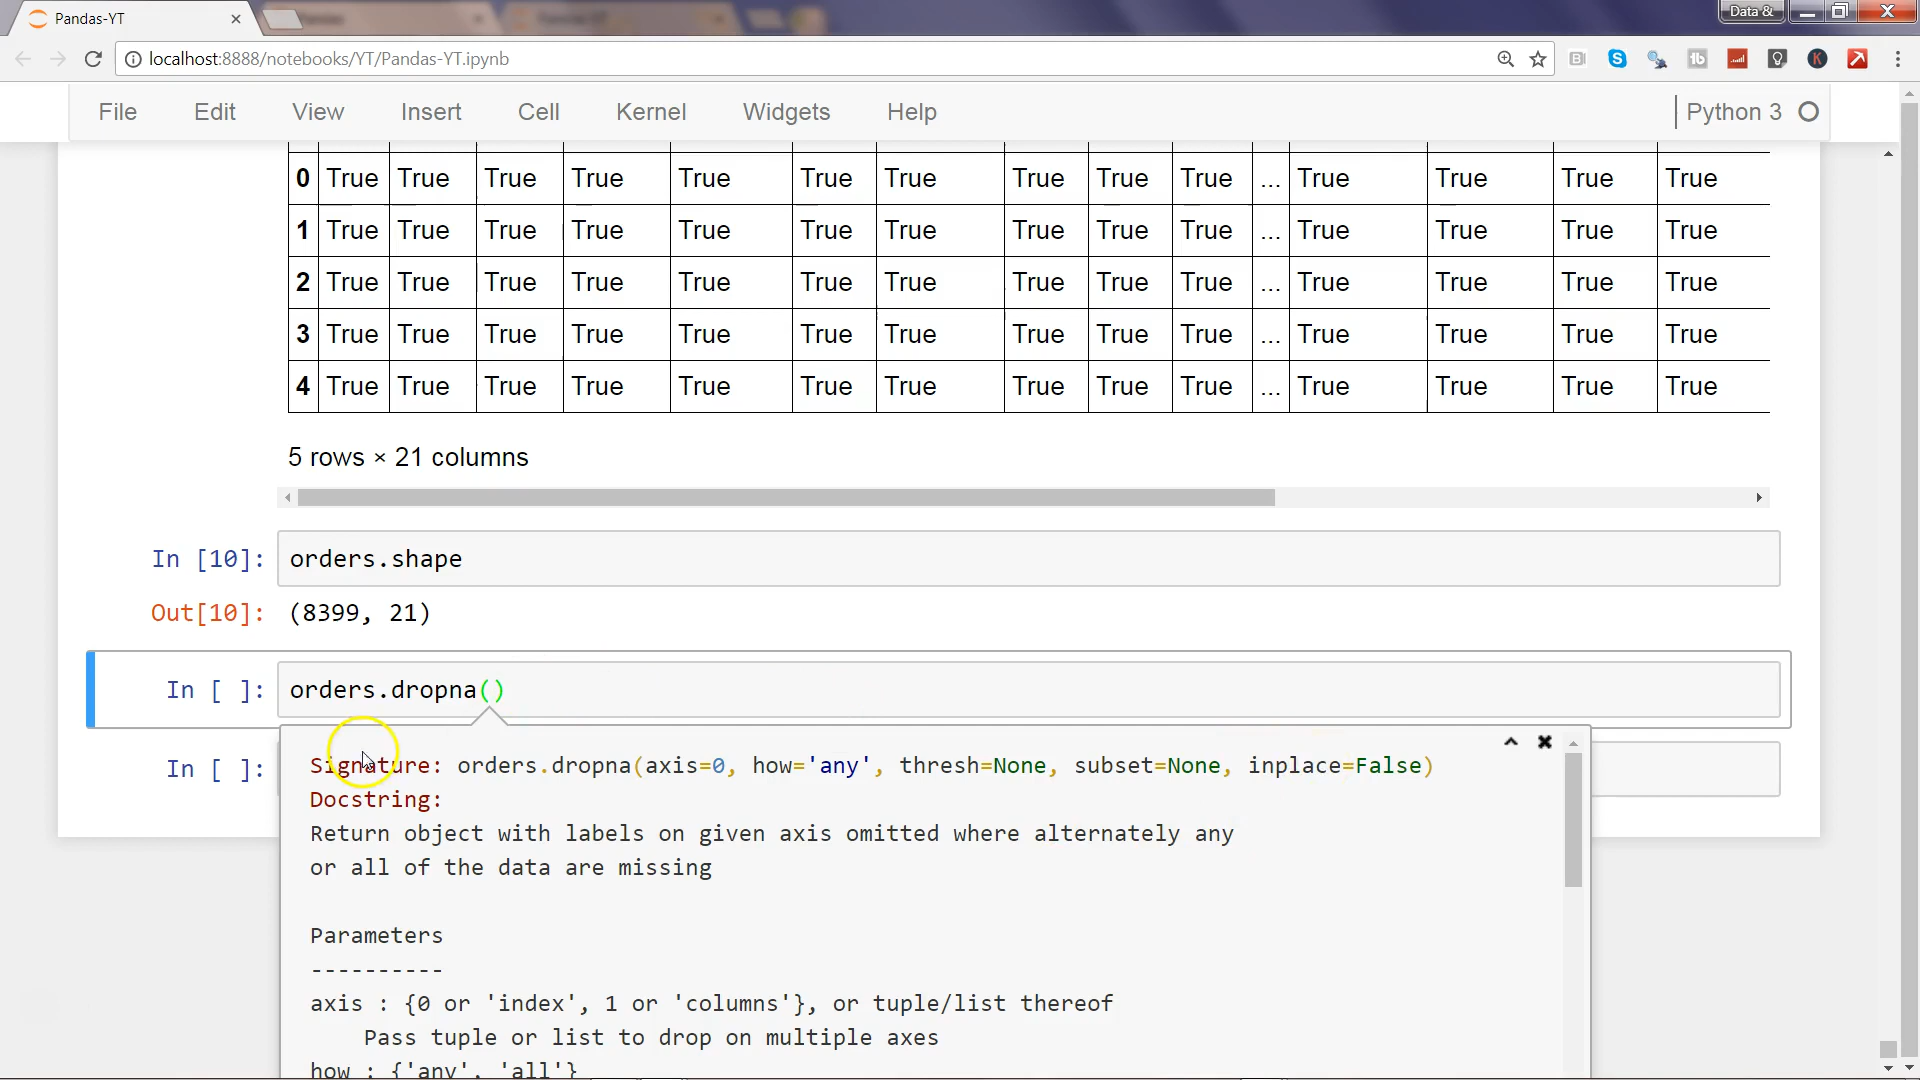 Pandas-YT
Data &
localhost:8888/notebooks/YT/Pandas-YT.ipynb
File Edit View Insert Cell Kernel Widgets Help Python 3
0 True True True True True True True True True True ... True True True True
1 True True True True True True True True True True ... True True True True
2 True True True True True True True True True True ... True True True True
3 True True True True True True True True True True ... True True True True
4 True True True True True True True True True True ... True True True True
5 rows × 21 columns
In [10]: orders.shape
Out[10]: (8399, 21)
In [ ]: orders.dropna()
In [ ]:
Signature: orders.dropna(axis=0, how='any', thresh=None, subset=None, inplace=False)
Docstring:
Return object with labels on given axis omitted where alternately any
or all of the data are missing
Parameters
----------
axis : {0 or 'index', 1 or 'columns'}, or tuple/list thereof
Pass tuple or list to drop on multiple axes
how : {'any', 'all'}